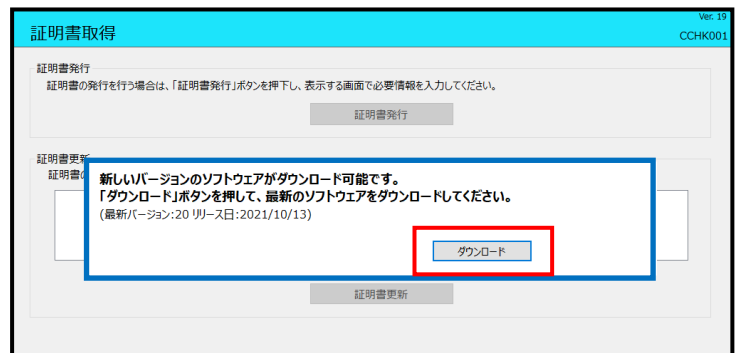 Ver. 19
証明書取得
CCHK001
証明書発行
証明書の発行を行う場合は、「証明書発行」ボタンを押下し、表示する画面で必要情報を入力してください。
証明書発行
証明書更新
証明書の
新しいバージョンのソフトウェアがダウンロード可能です。
「ダウンロード」ボタンを押して、最新のソフトウェアをダウンロードしてください。
(最新バージョン:20 リリース日:2021/10/13)
ダウンロード
証明書更新